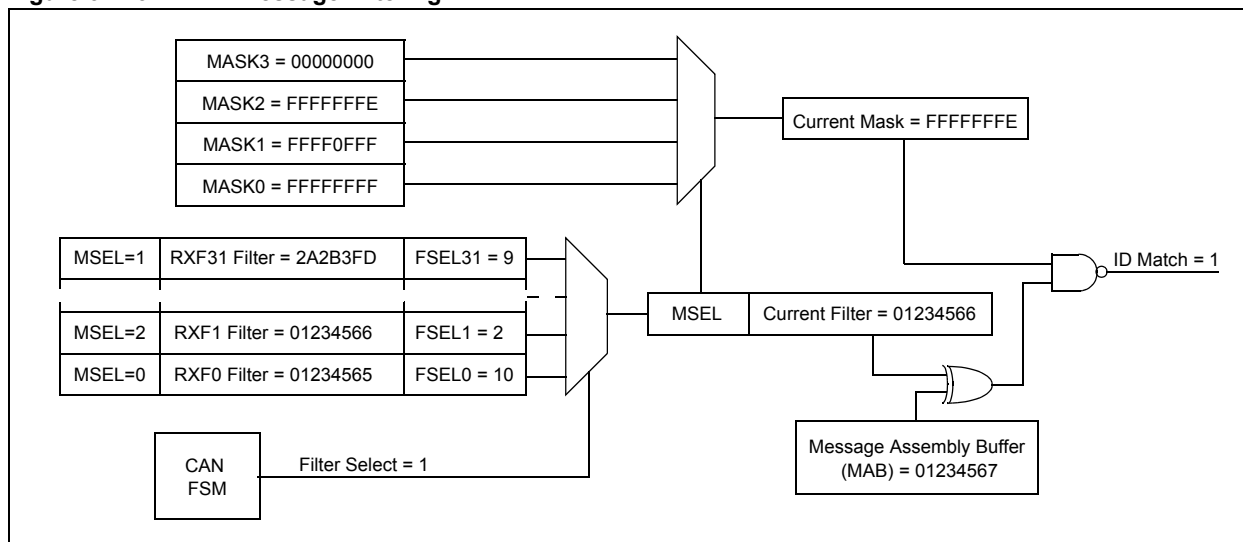 MASK3 = 00000000
MASK2 = FFFFFFFE
MASK1 = FFFF0FFF
MASK0 = FFFFFFFF
Current Mask = FFFFFFFE
MSEL=1 RXF31 Filter = 2A2B3FD FSEL31 = 9
ID Match = 1
MSEL Current Filter = 01234566
MSEL=2 RXF1 Filter = 01234566 FSEL1 = 2
MSEL=0 RXF0 Filter = 01234565 FSEL0 = 10
Message Assembly Buffer
(MAB) = 01234567
CAN
FSM
Filter Select = 1